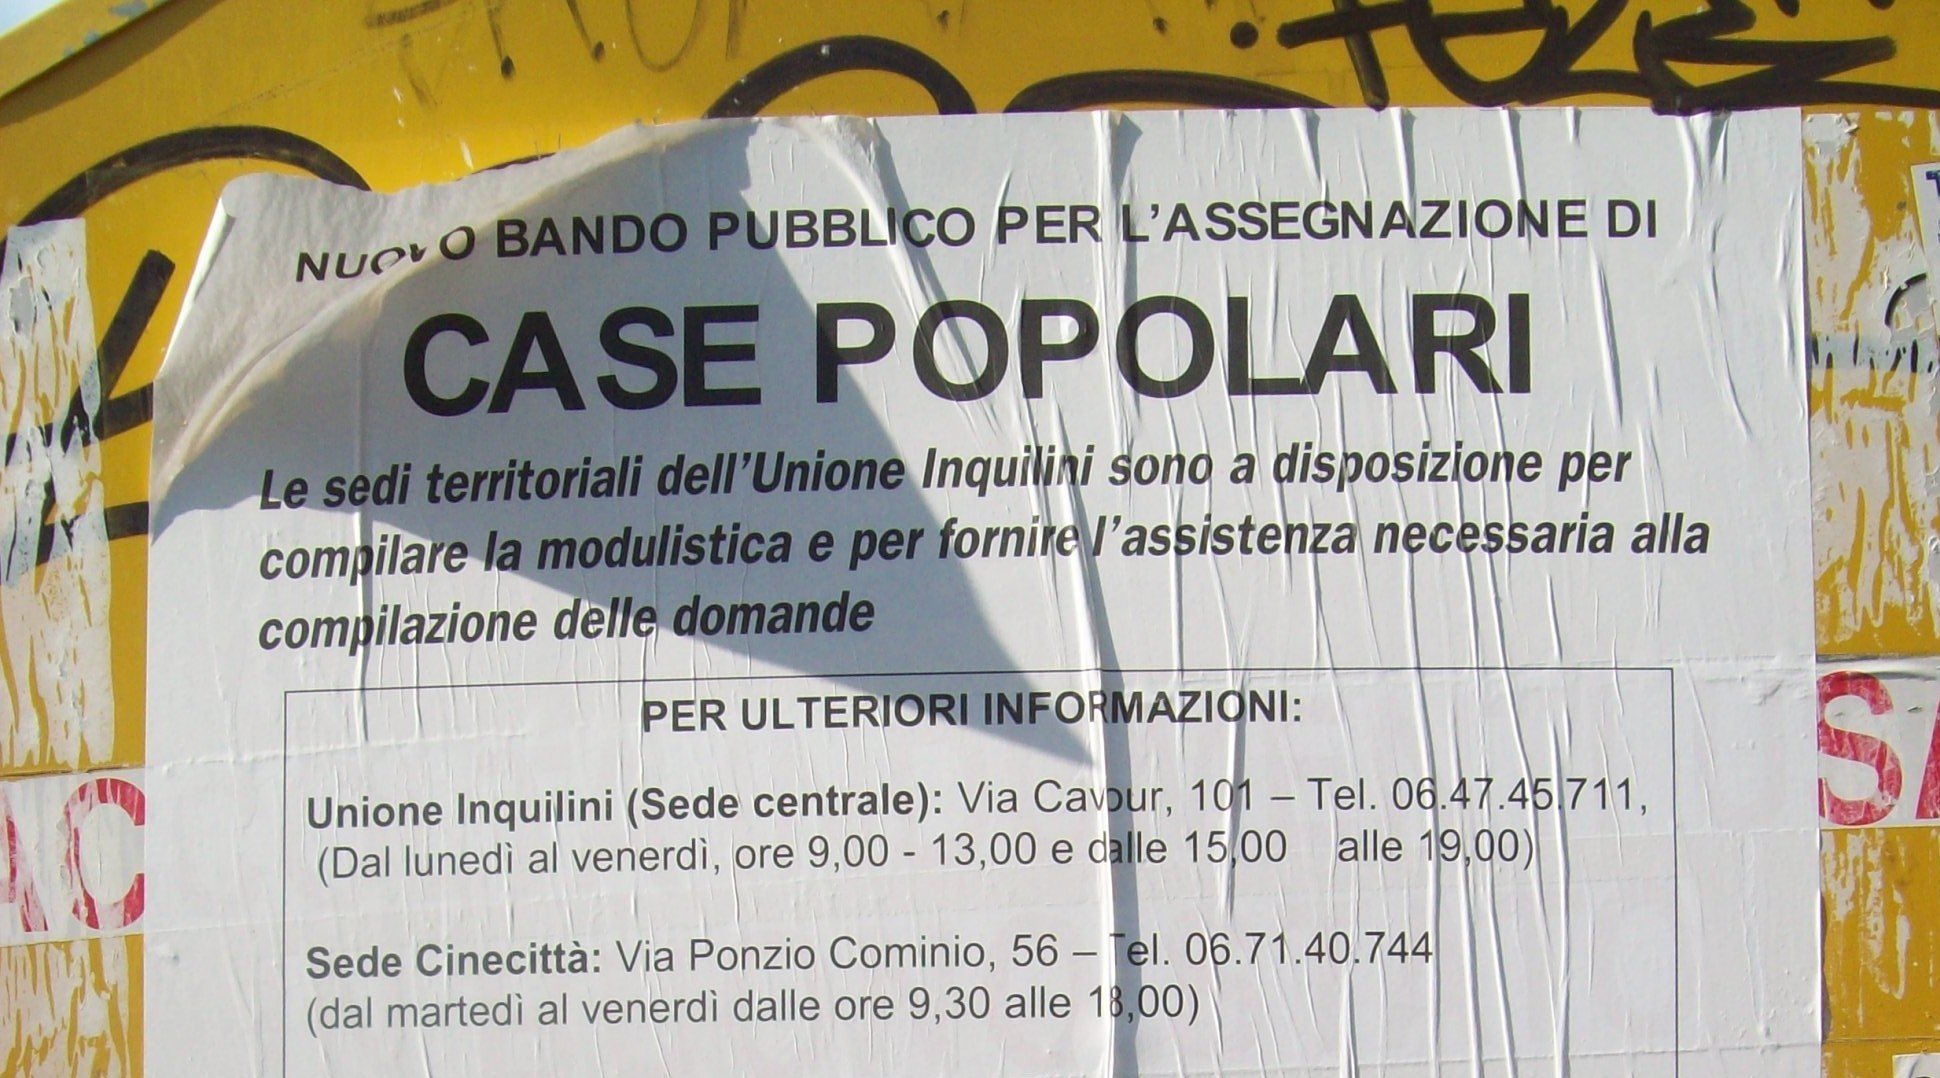 NUOVO BANDO PUBBLICO PER L'ASSEGNAZIONE DI
CASE POPOLARI
Le sedi territoriali dell'Unione Inquilini sono a disposizione per
compilare la modulistica e per fornire l'assistenza necessaria alla
compilazione delle domande
PER ULTERIORI INFORMAZIONI:
Unione Inquilini (Sede centrale): Via Cavour, 101 – Tel. 06.47.45.711,
(Dal lunedì al venerdì, ore 9,00 - 13,00 e dalle 15,00 alle 19,00)
Sede Cinecittà: Via Ponzio Cominio, 56 – Tel. 06.71.40.744
(dal martedì al venerdì dalle ore 9,30 alle 18,00)